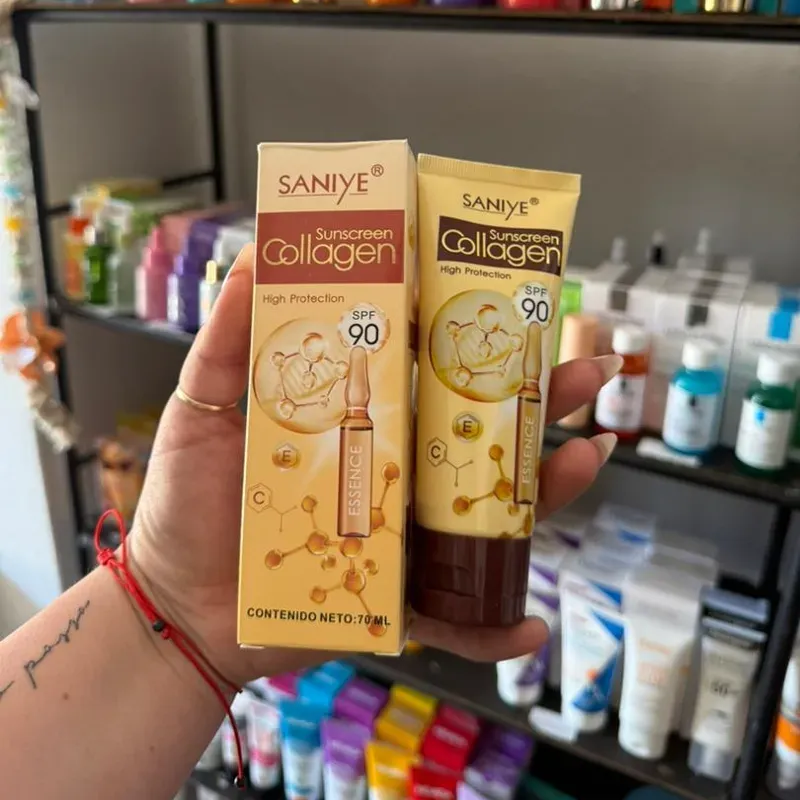 SANIYE®
Sunscreen
Collagen
High Protection
SPF
90
E
C
ESSENCE
CONTENIDO NETO:70 ML
SANIYE®
Sunscreen
Collagen
High Protection
SPF
90
E
C
ESSENCE